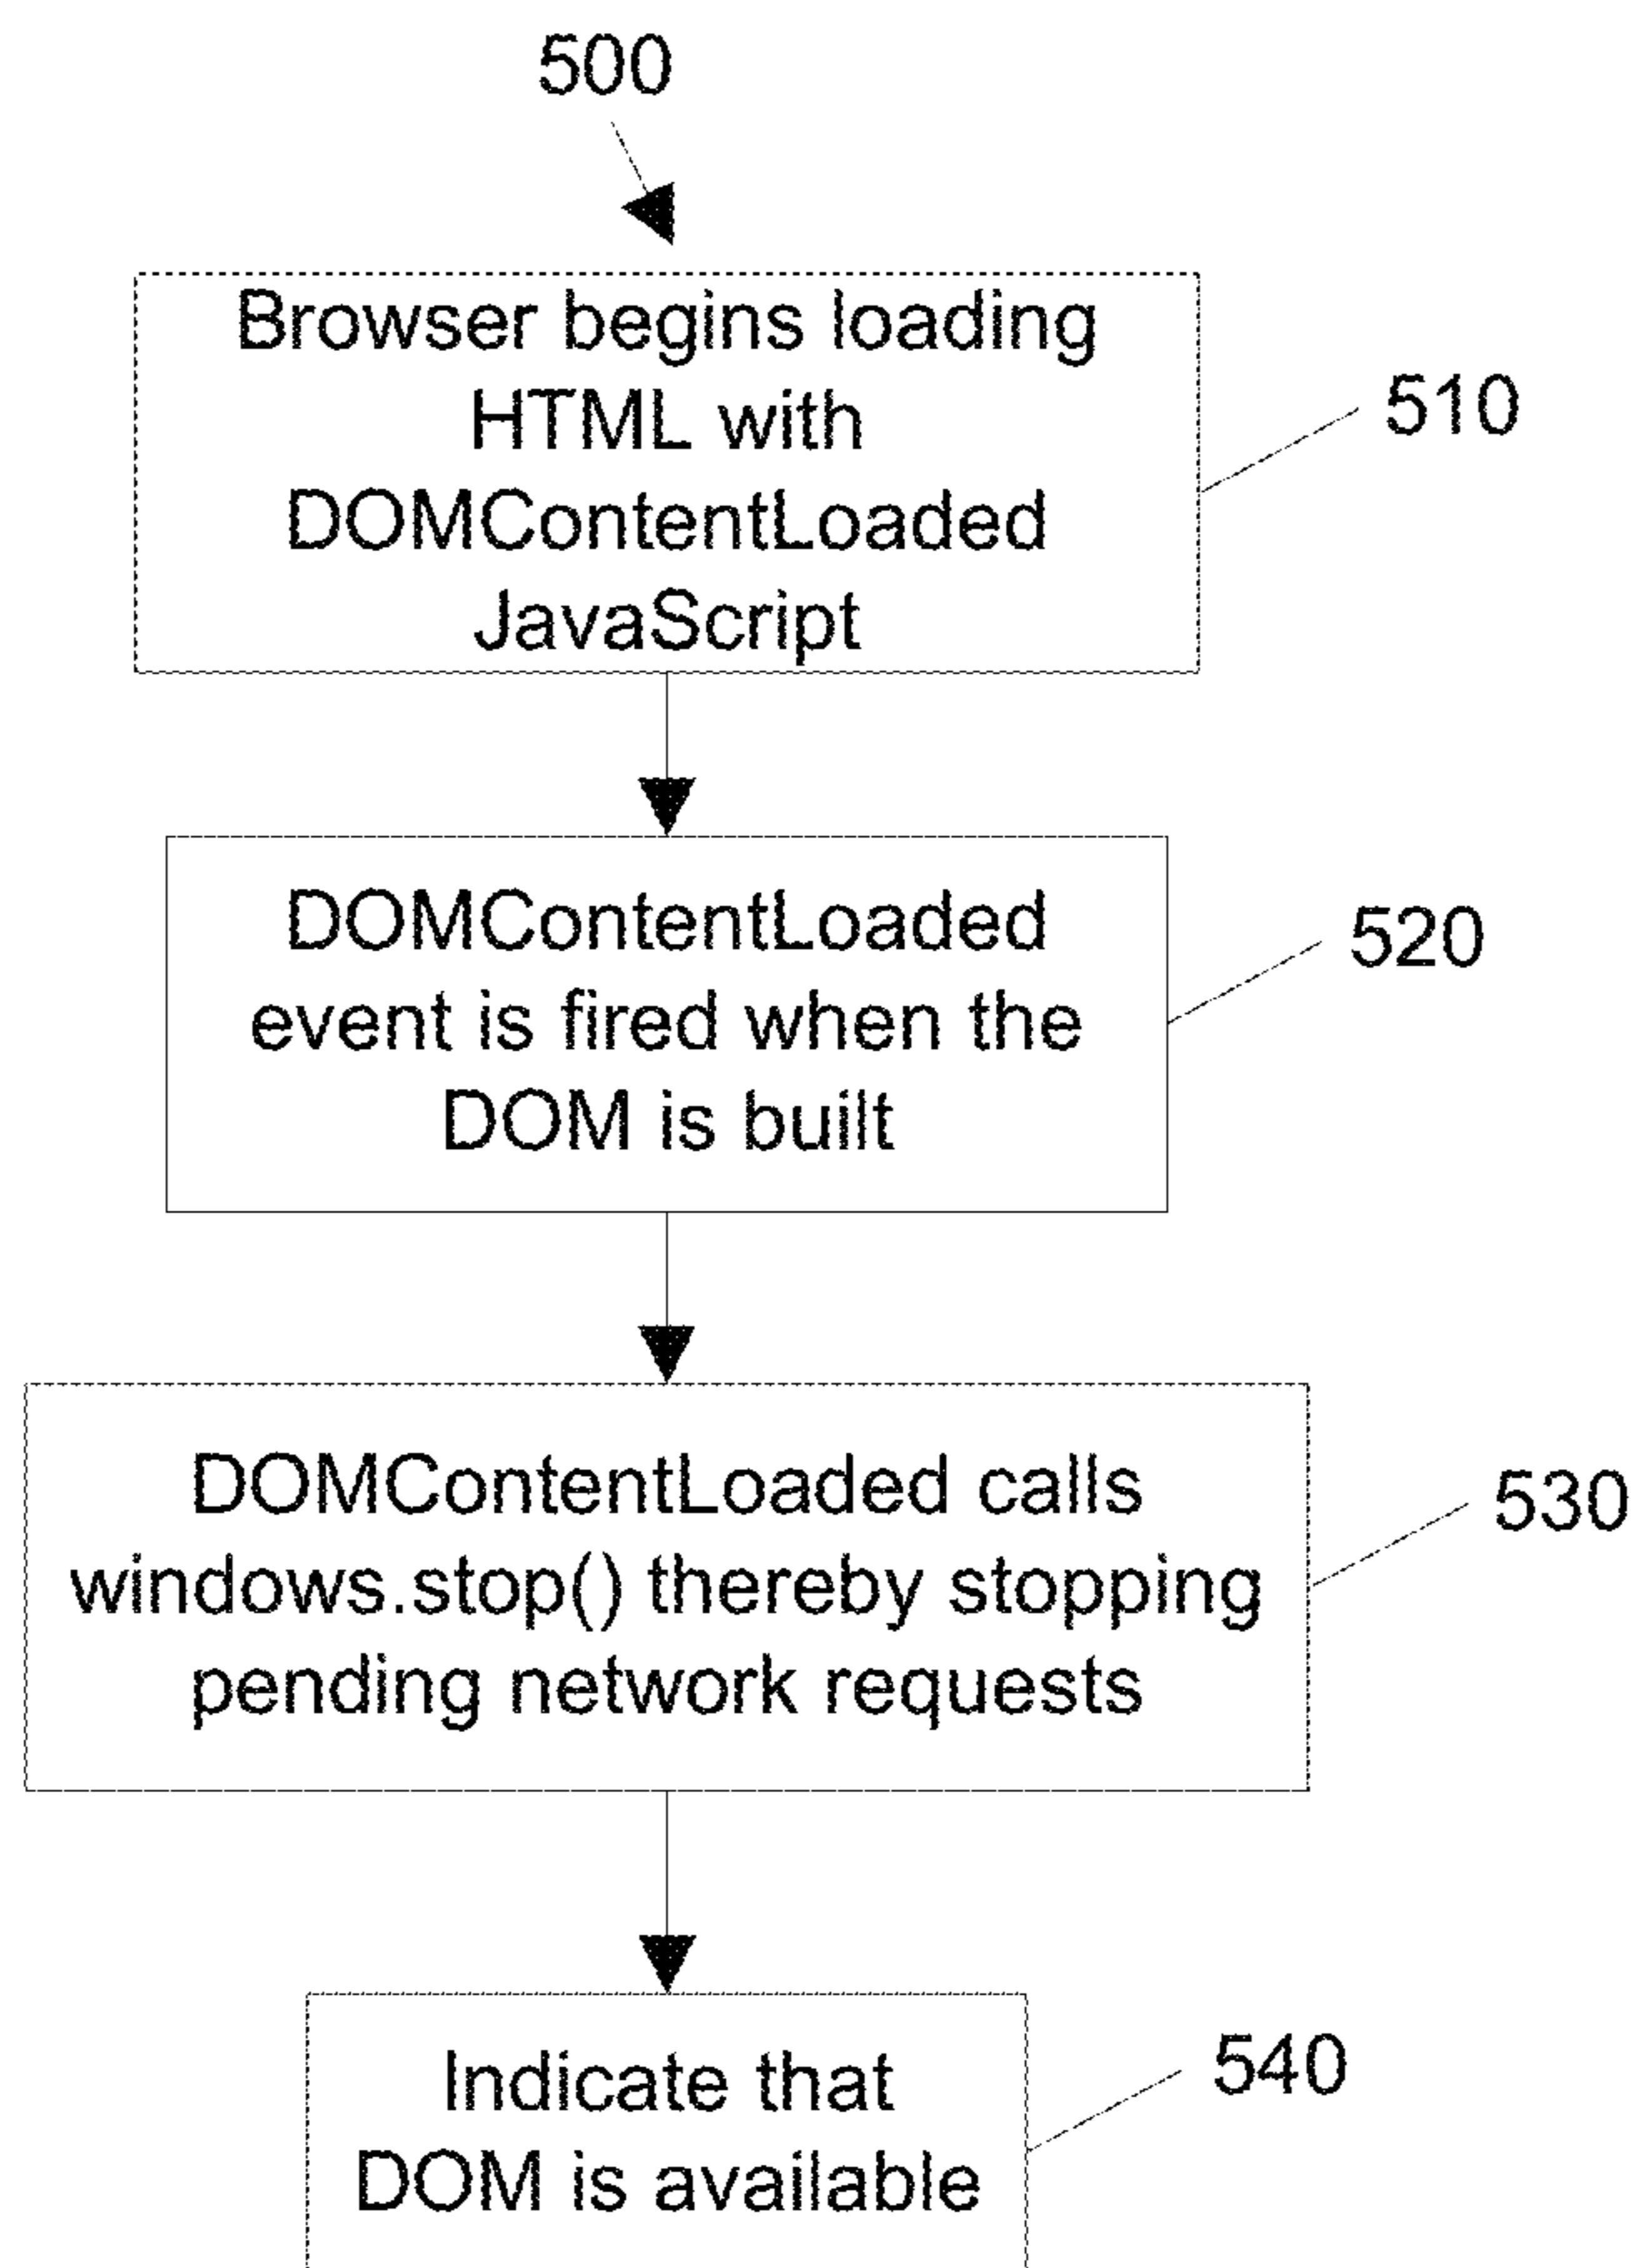 500
Browser begins loading
HTML with
DOMContentLoaded
JavaScript
510
DOMContentLoaded
event is fired when the
DOM is built
520
DOMContentLoaded calls
windows.stop() thereby stopping
pending network requests
530
Indicate that
DOM is available
540